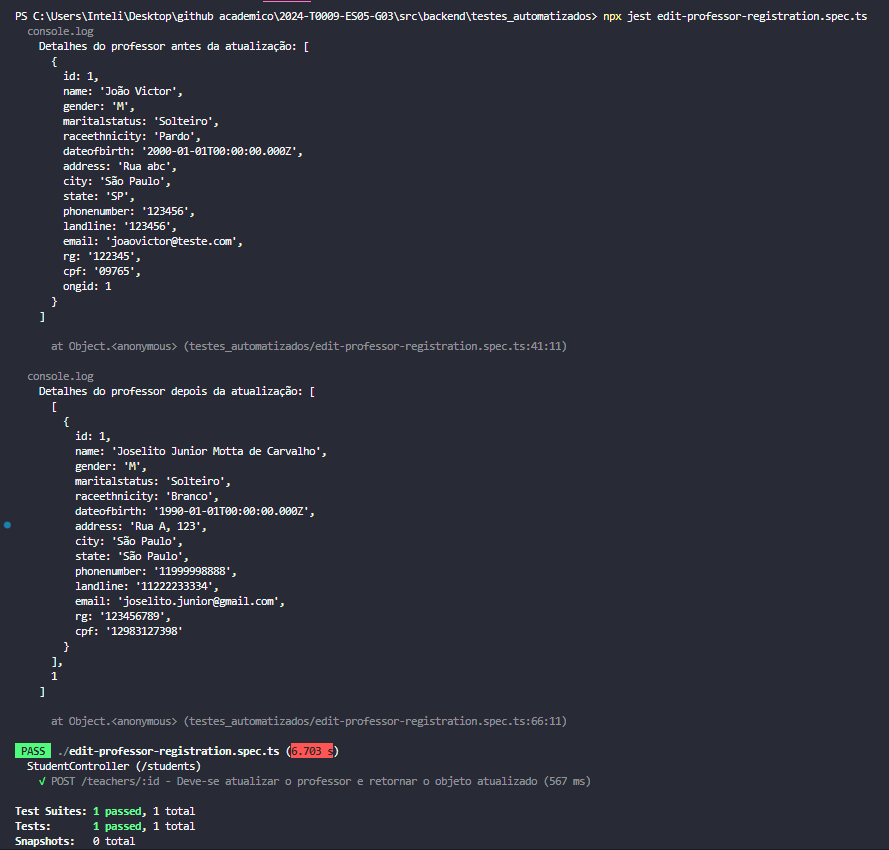 PS C:\Users\Inteli\Desktop\github academico\2024-T0009-ES05-G03\src\backend\testes_automatizados> npx jest edit-professor-registration.spec.ts
console.log
Detalhes do professor antes da atualização: [
{
id: 1,
name: 'João Victor',
gender: 'M',
maritalstatus: 'Solteiro',
raceethnicity: 'Pardo',
dateofbirth: '2000-01-01T00:00:00.000Z',
address: 'Rua abc',
city: 'São Paulo',
state: 'SP',
phonenumber: '123456',
landline: '123456',
email: 'joaovictor@teste.com',
rg: '122345',
cpf: '09765',
ongid: 1
}
]
at Object.<anonymous> (testes_automatizados/edit-professor-registration.spec.ts:41:11)
console.log
Detalhes do professor depois da atualização: [
[
{
id: 1,
name: 'Joselito Junior Motta de Carvalho',
gender: 'M',
maritalstatus: 'Solteiro',
raceethnicity: 'Branco',
dateofbirth: '1990-01-01T00:00:00.000Z',
address: 'Rua A, 123',
city: 'São Paulo',
state: 'São Paulo',
phonenumber: '11999998888',
landline: '11222233334',
email: 'joselito.junior@gmail.com',
rg: '123456789',
cpf: '12983127398'
}
],
1
]
at Object.<anonymous> (testes_automatizados/edit-professor-registration.spec.ts:66:11)
PASS ./edit-professor-registration.spec.ts (6.703 s)
StudentController (/students)
√ POST /teachers/:id - Deve-se atualizar o professor e retornar o objeto atualizado (567 ms)
Test Suites: 1 passed, 1 total
Tests: 1 passed, 1 total
Snapshots: 0 total